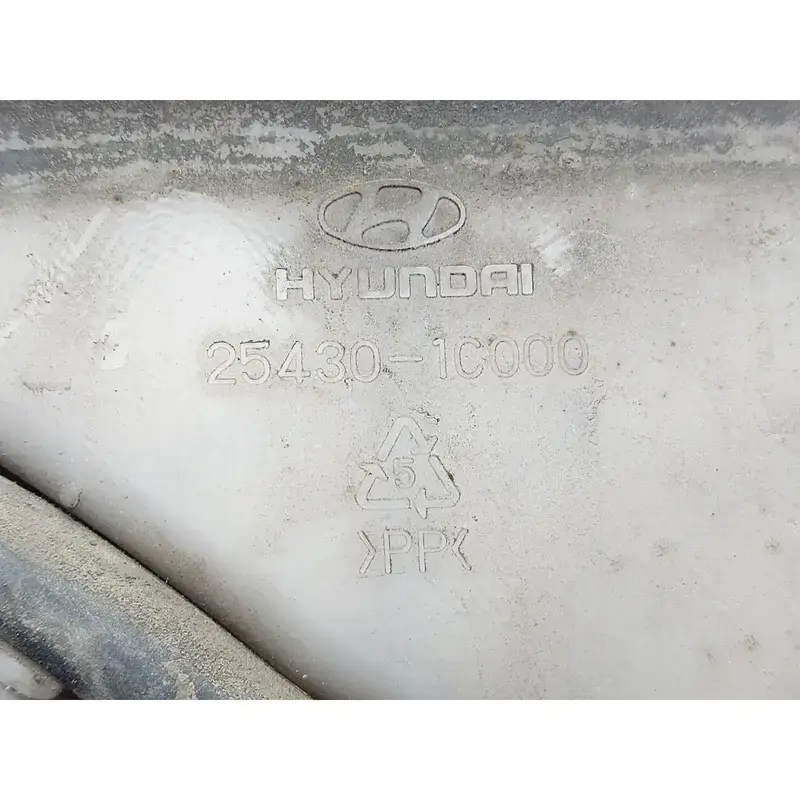 HYUNDAI
25430-1C000
5
>PP<